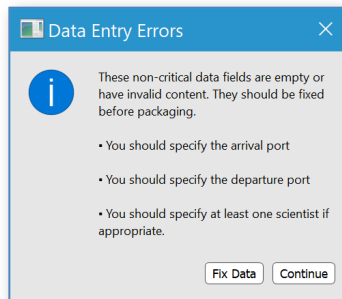 Data Entry Errors
These non-critical data fields are empty or
have invalid content. They should be fixed
before packaging.
• You should specify the arrival port
• You should specify the departure port
• You should specify at least one scientist if
appropriate.
Fix Data Continue